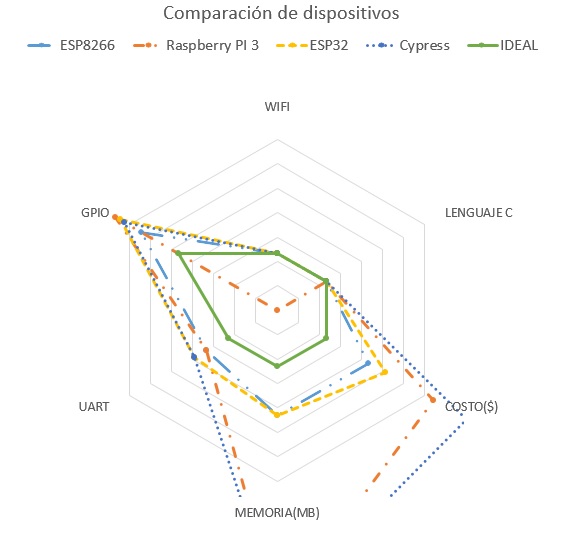 Comparación de dispositivos
ESP8266 Raspberry PI 3 ESP32 Cypress IDEAL
WIFI
GPIO LENGUAJE C
UART COSTO($)
MEMORIA(MB)